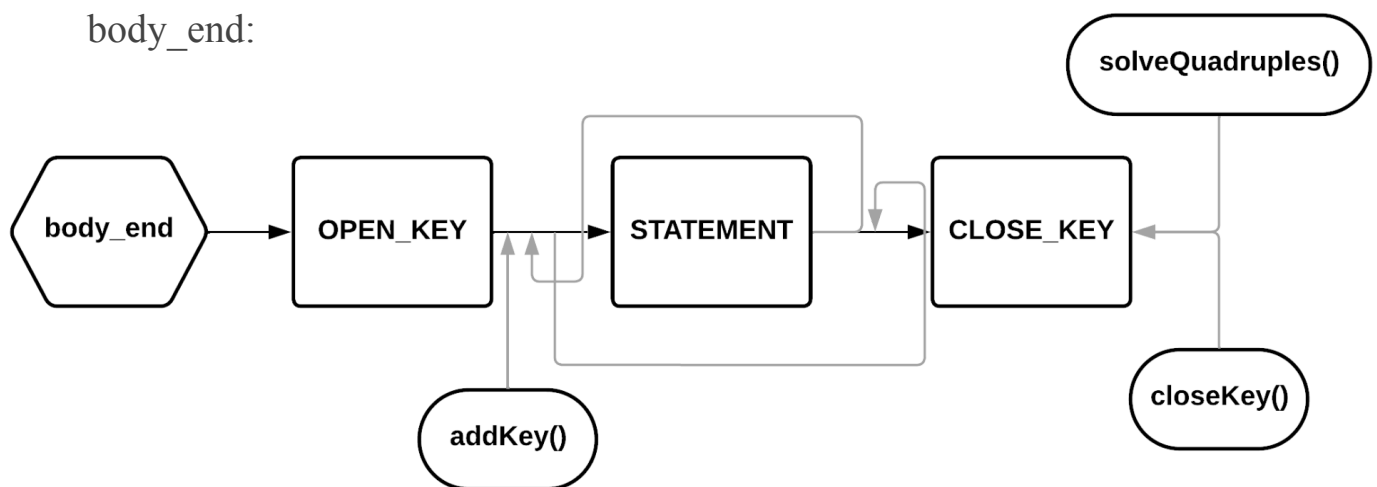 body_end:
solveQuadruples()
body_end
OPEN_KEY
STATEMENT
CLOSE_KEY
closeKey()
addKey()